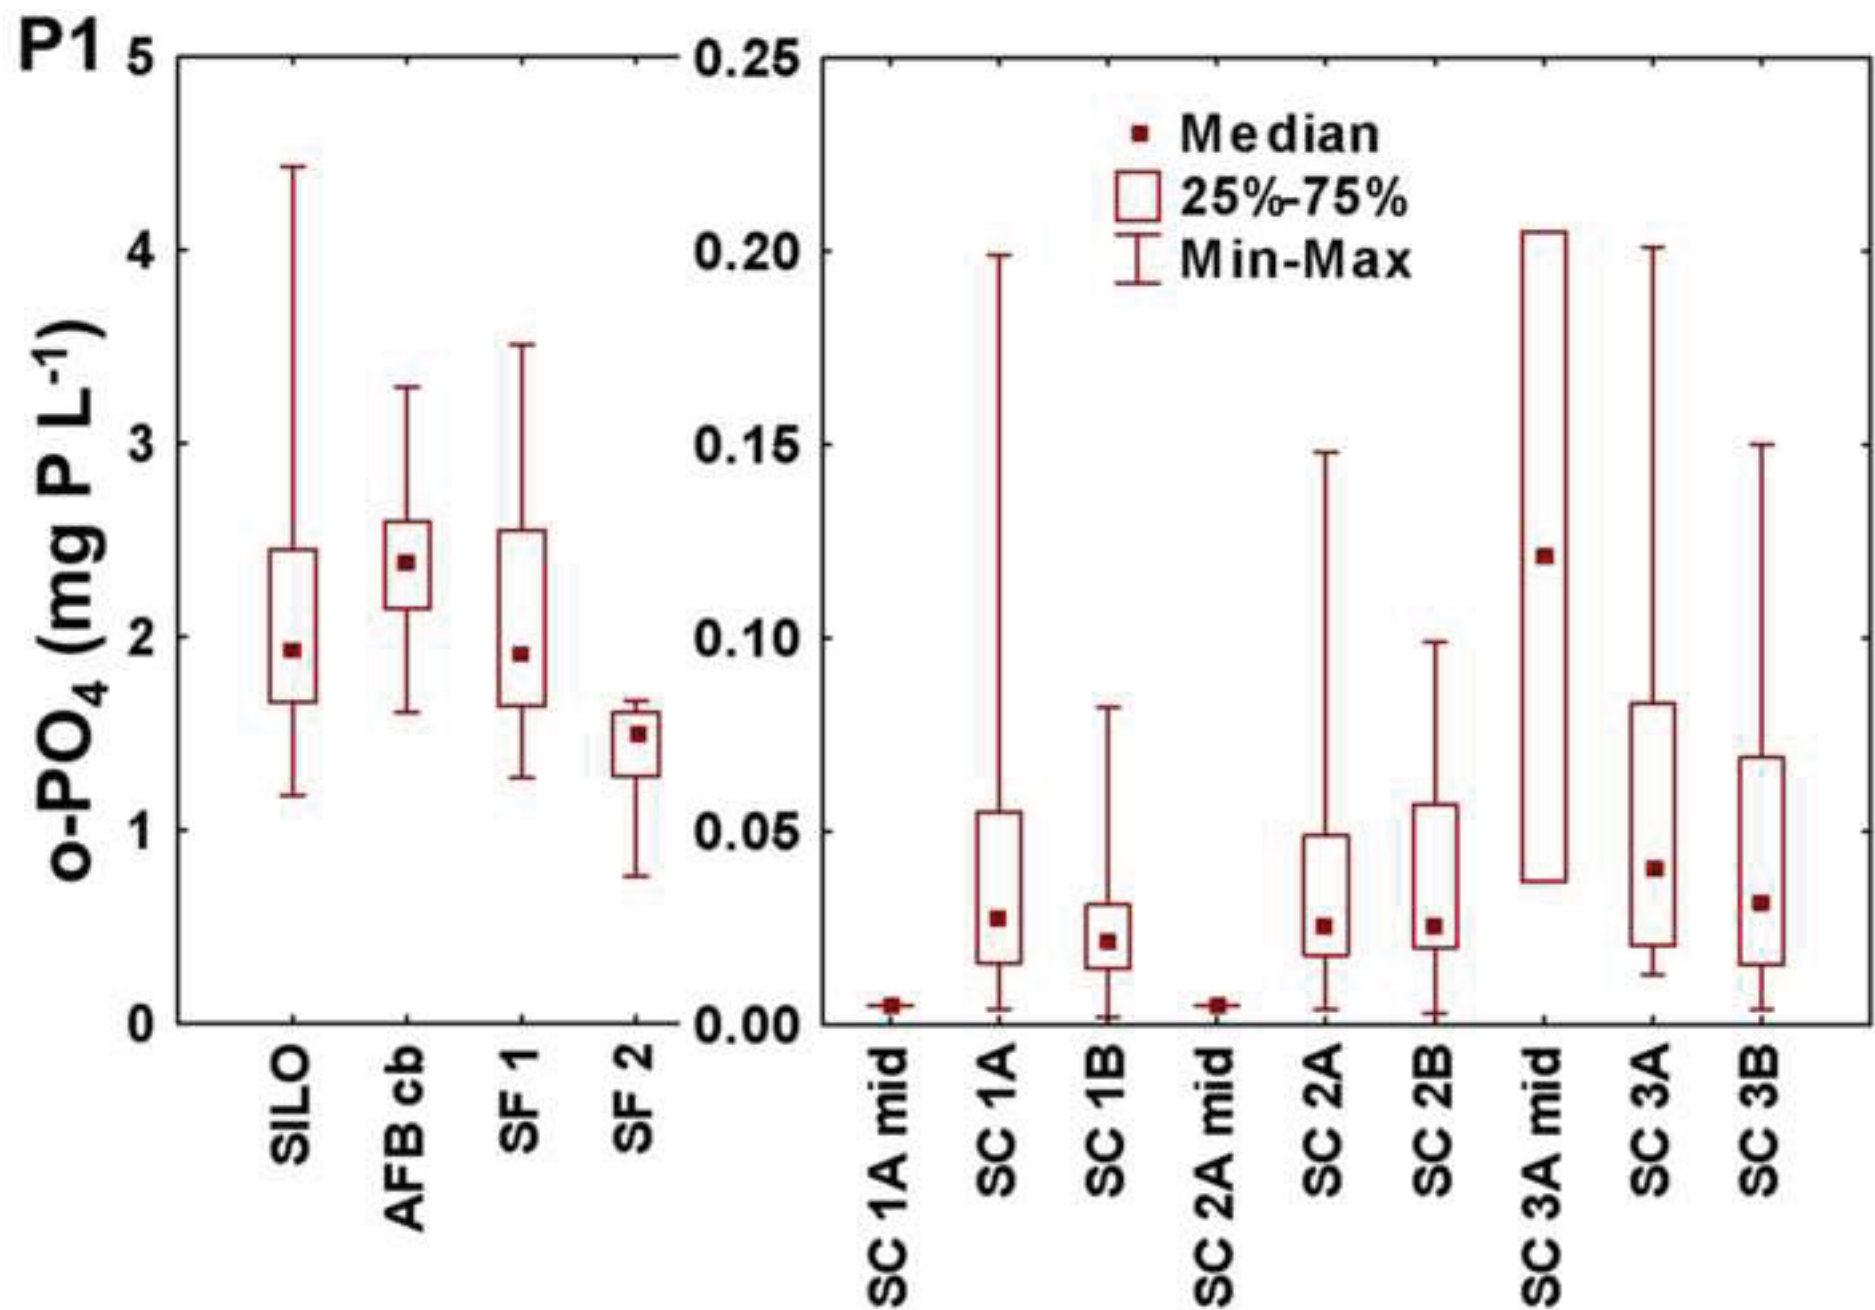 P1
o-PO₄ (mg P L⁻¹)
5
4
3
2
1
0
SILO
AFB cb
SF 1
SF 2
0.25
0.20
0.15
0.10
0.05
0.00
Median
25%-75%
Min-Max
SC 1A mid
SC 1A
SC 1B
SC 2A mid
SC 2A
SC 2B
SC 3A mid
SC 3A
SC 3B